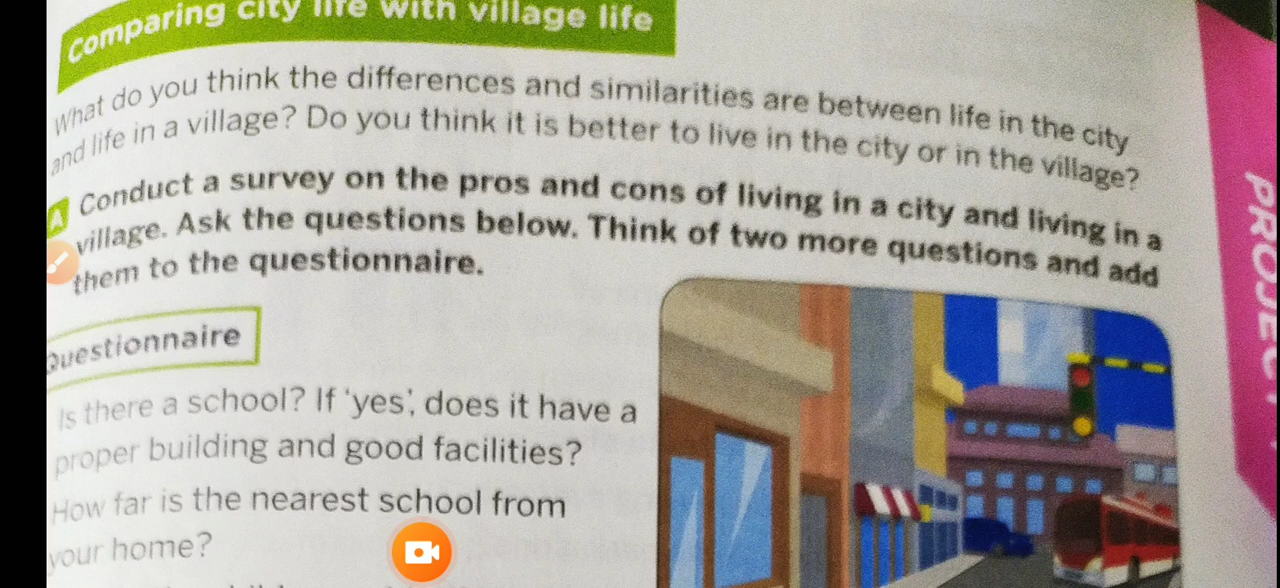 Comparing city life with village life
What do you think the differences and similarities are between life in the city
and life in a village? Do you think it is better to live in the city or in the village?
A Conduct a survey on the pros and cons of living in a city and living in a
village. Ask the questions below. Think of two more questions and add
them to the questionnaire.
Questionnaire
Is there a school? If 'yes', does it have a
proper building and good facilities?
How far is the nearest school from
your home?
PROJECT